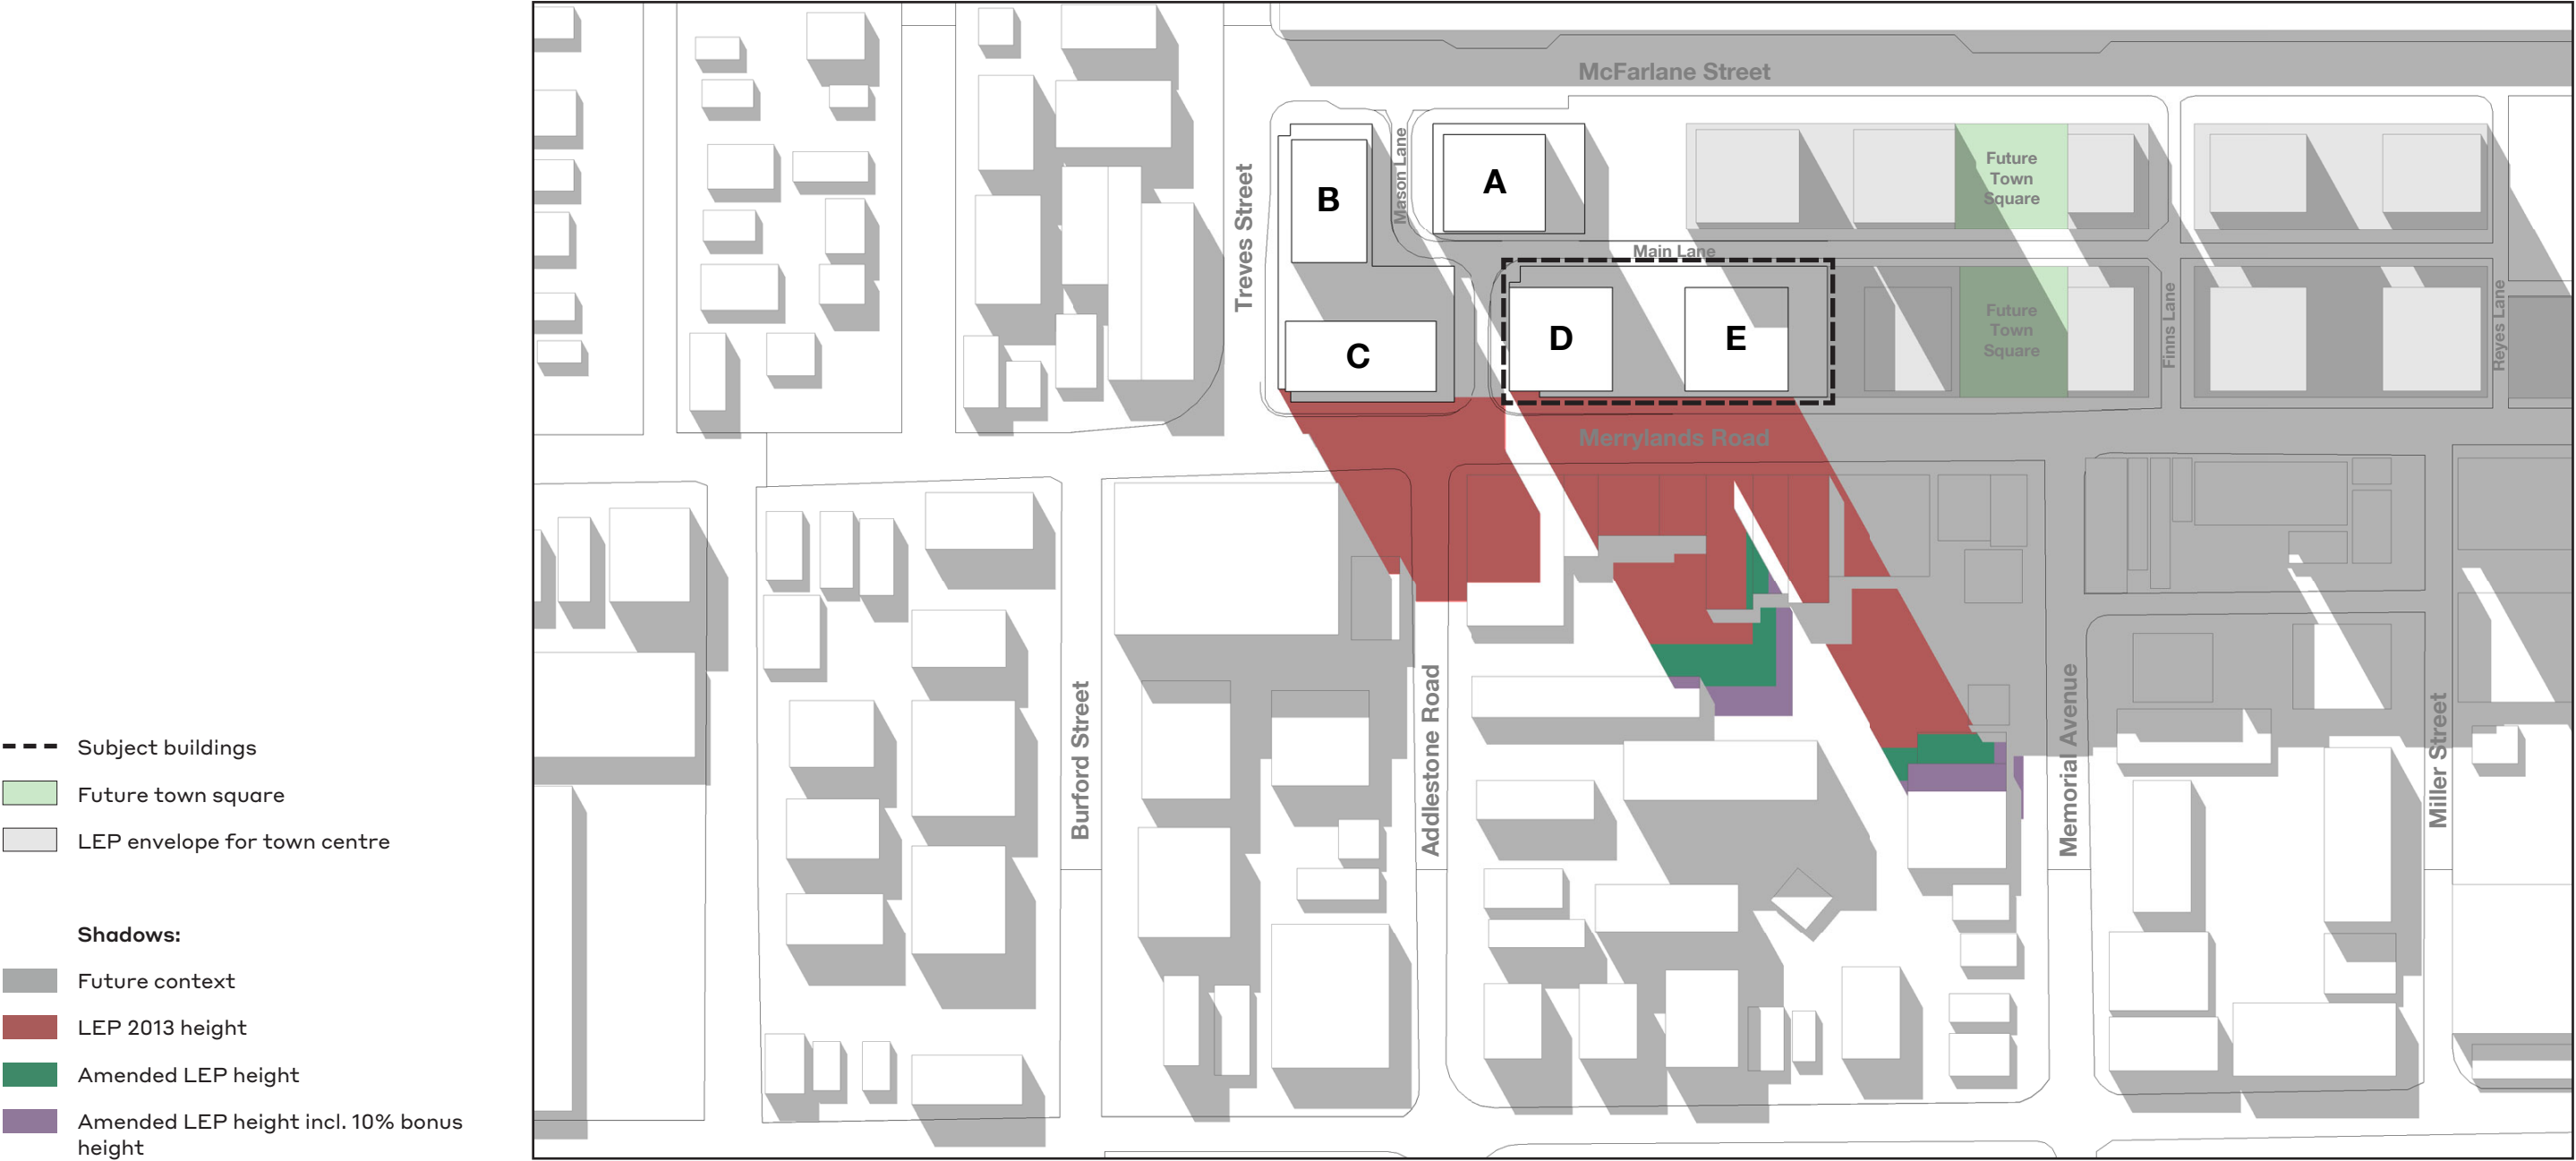 McFarlane Street
Treves Street
Mason Lane
B
A
Future
Town
Square
Main Lane
C
D
E
Future
Town
Square
Finns Lane
Reyes Lane
Merrylands Road
Burford Street
Addlestone Road
Memorial Avenue
Miller Street
Subject buildings
Future town square
LEP envelope for town centre
Shadows:
Future context
LEP 2013 height
Amended LEP height
Amended LEP height incl. 10% bonus
height